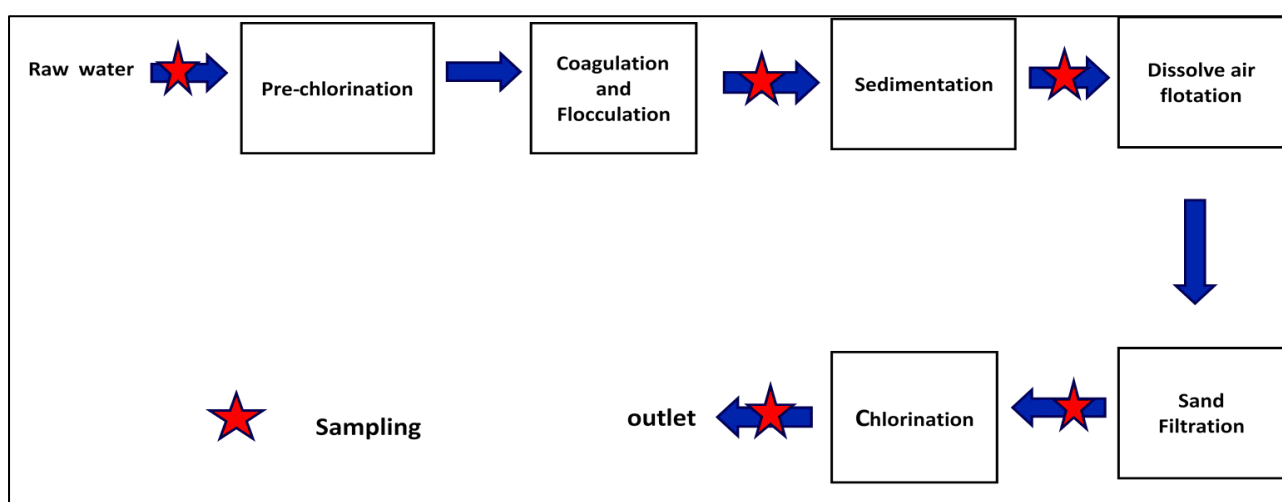 Raw water
Pre-chlorination
Coagulation
and
Flocculation
Sedimentation
Dissolve air
flotation
Sand
Filtration
Chlorination
outlet
Sampling